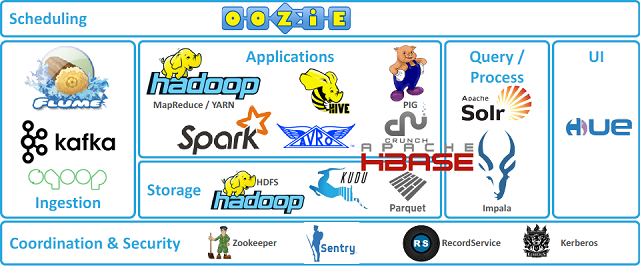 Scheduling
OOZIE
FLUME
kafka
sqoop
Ingestion
Applications
hadoop
MapReduce / YARN
HIVE
PIG
Spark
AVRO
CRUNCH
APACHE
HBASE
Storage
HDFS
hadoop
KUDU
Parquet
Query /
Process
Apache
Solr
Impala
UI
HUE
Coordination & Security
Zookeeper
Sentry
RS
RecordService
Kerberos